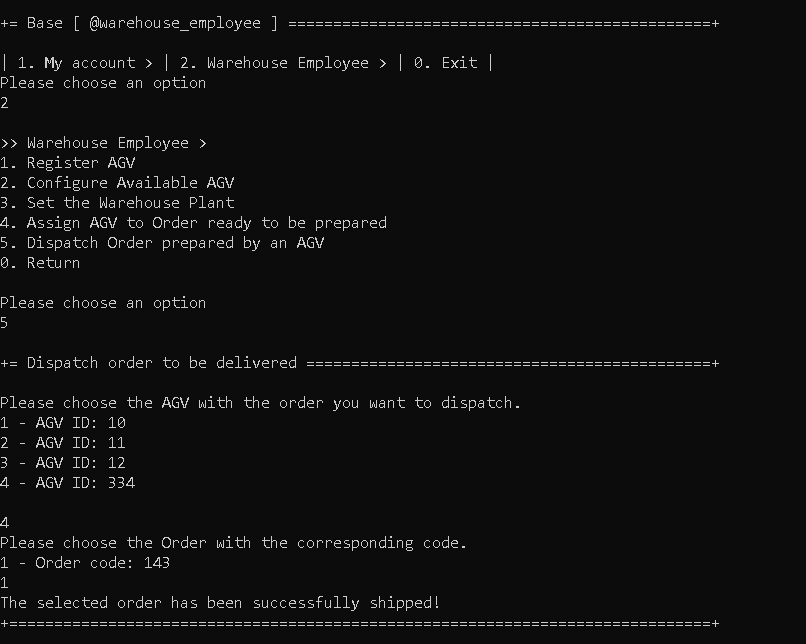 += Base [ @warehouse_employee ] ===============================================+
| 1. My account > | 2. Warehouse Employee > | 0. Exit |
Please choose an option
2
>> Warehouse Employee >
1. Register AGV
2. Configure Available AGV
3. Set the Warehouse Plant
4. Assign AGV to Order ready to be prepared
5. Dispatch Order prepared by an AGV
0. Return
Please choose an option
5
+= Dispatch order to be delivered =============================================+
Please choose the AGV with the order you want to dispatch.
1 - AGV ID: 10
2 - AGV ID: 11
3 - AGV ID: 12
4 - AGV ID: 334
4
Please choose the Order with the corresponding code.
1 - Order code: 143
1
The selected order has been successfully shipped!
+==============================================================================+